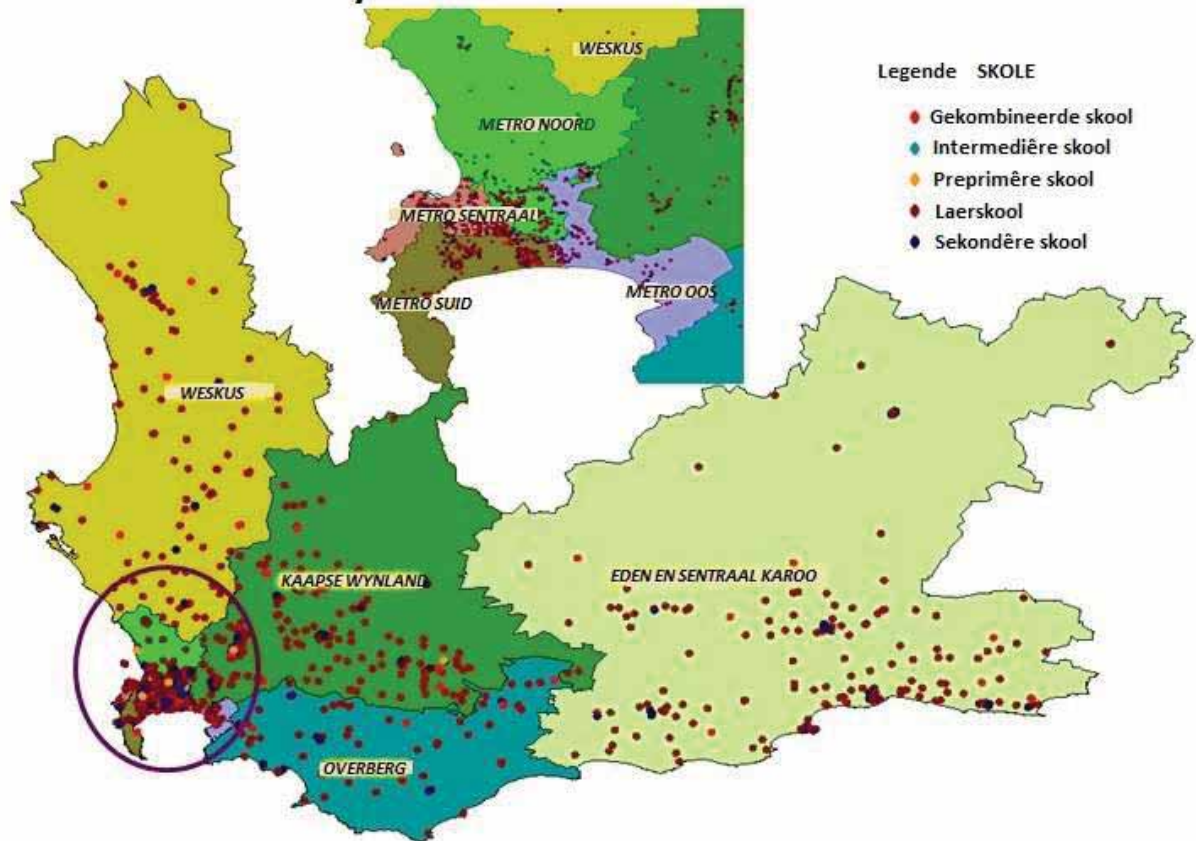 WESKUS
Legende SKOLE
Gekombineerde skool
METRO NOORD
Intermediêre skool
Preprimêre skool
Laerskool
METRO SENTRAAL
Sekondêre skool
METRO OOS
METRO SUID
WESKUS
KAAPSE WYNLAND
EDEN EN SENTRAAL KAROO
OVERBERG